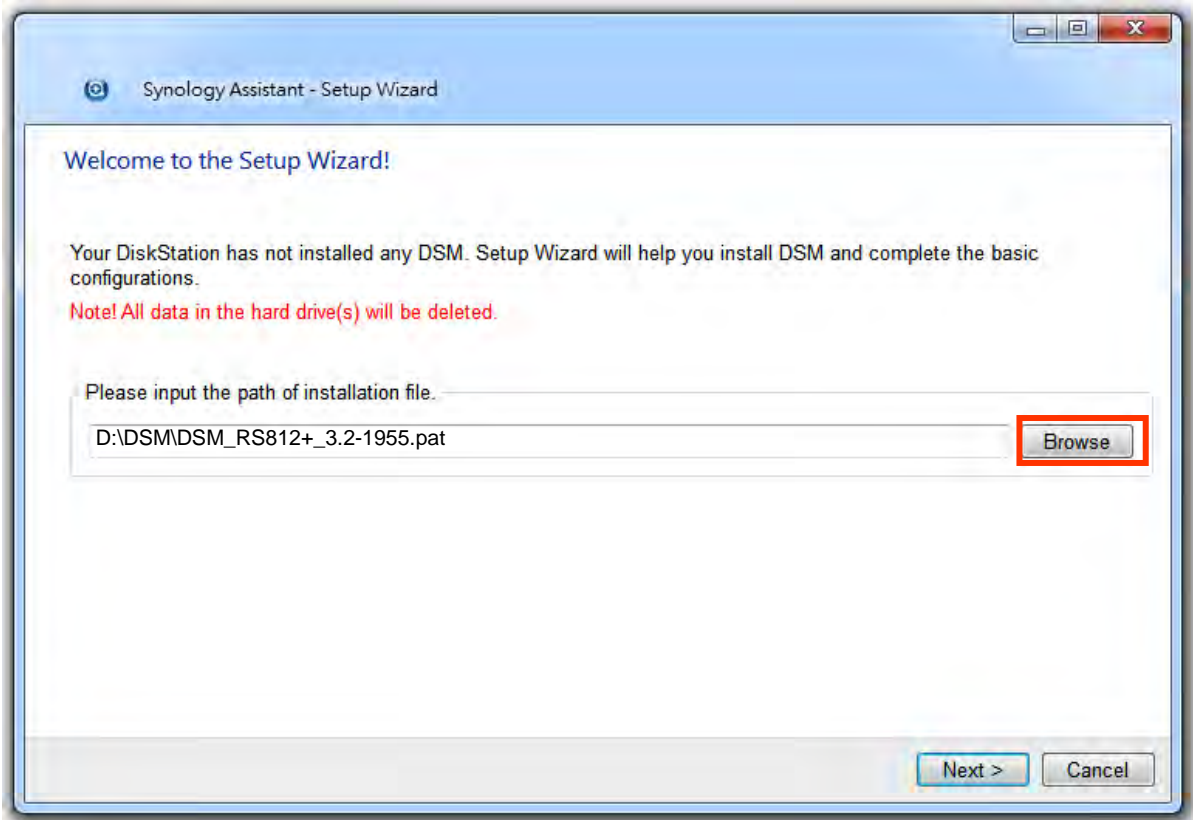 Synology Assistant - Setup Wizard
Welcome to the Setup Wizard!
Your DiskStation has not installed any DSM. Setup Wizard will help you install DSM and complete the basic
configurations.
Note! All data in the hard drive(s) will be deleted.
Please input the path of installation file.
D:\DSM\DSM_RS812+_3.2-1955.pat
Browse
Next >
Cancel